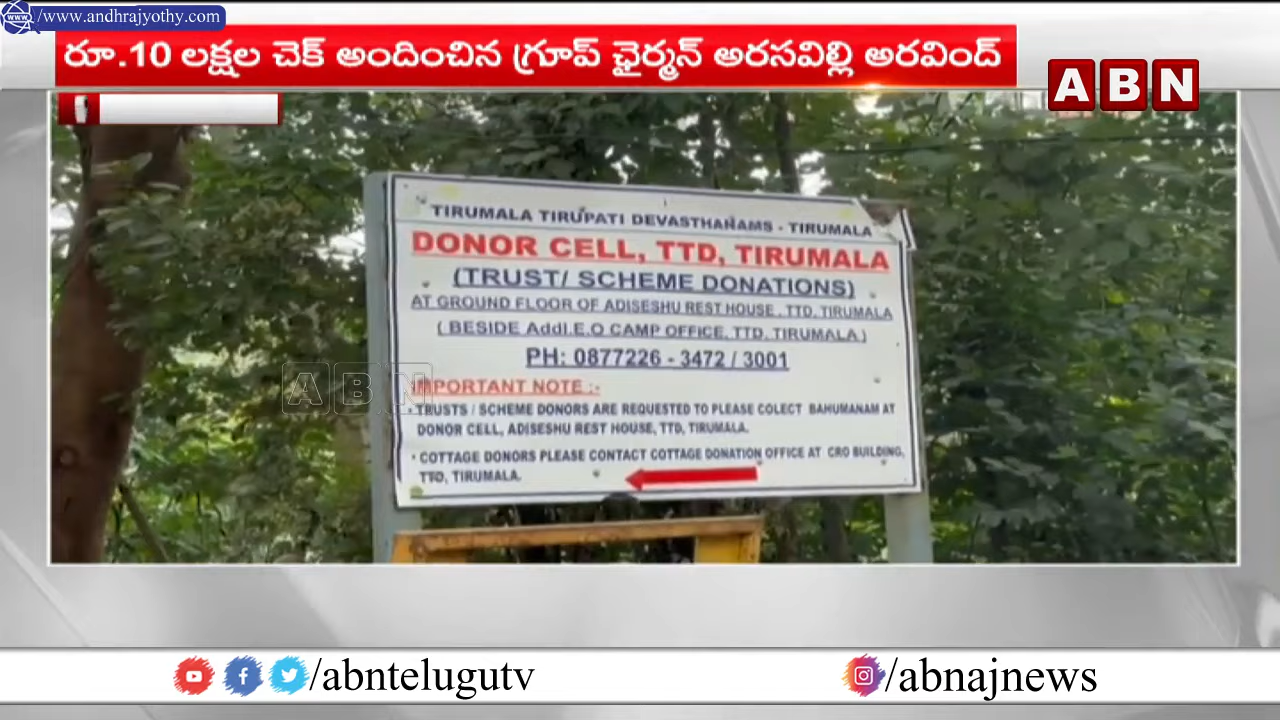 https://www.andhrajyothy.com
రూ.10 లక్షల చెక్ అందించిన గ్రూప్ ఛైర్మన్ అరసవిల్లి అరవింద్
ABN
TIRUMALA TIRUPATI DEVASTHANAMS - TIRUMALA
DONOR CELL, TTD, TIRUMALA
(TRUST/ SCHEME DONATIONS)
AT GROUND FLOOR OF ADISESHU REST HOUSE , TTD, TIRUMALA
( BESIDE Addl.E.O CAMP OFFICE, TTD, TIRUMALA )
PH: 0877226 - 3472 / 3001
ABN
IMPORTANT NOTE :-
• TRUSTS / SCHEME DONORS ARE REQUESTED TO PLEASE COLECT BAHUMANAM AT
DONOR CELL, ADISESHU REST HOUSE, TTD, TIRUMALA.
• COTTAGE DONORS PLEASE CONTACT COTTAGE DONATION OFFICE AT CRO BUILDING,
TTD, TIRUMALA.
/abntelugutv
/abnajnews